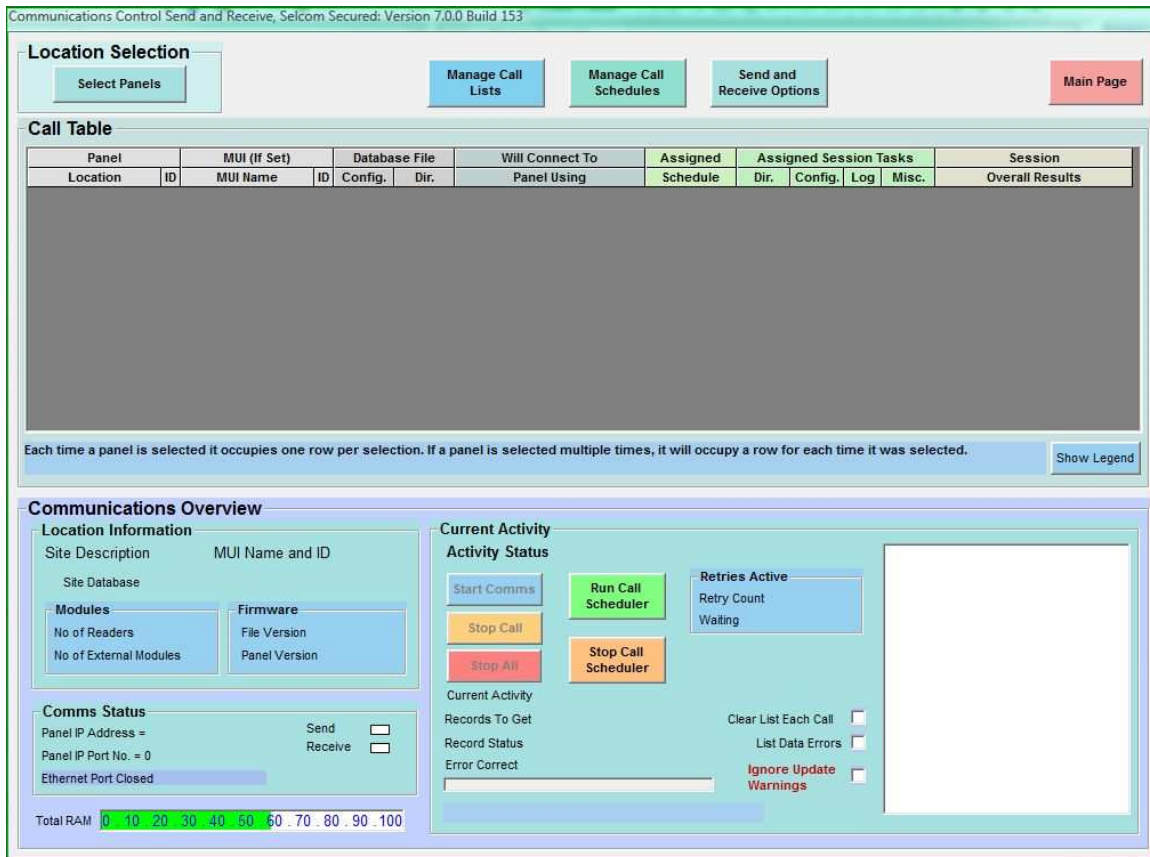 Communications Control Send and Receive, Selcom Secured: Version 7.0.0 Build 153
Location Selection
Select Panels
Manage Call
Lists
Manage Call
Schedules
Send and
Receive Options
Main Page
Call Table
Panel MUI (If Set) Database File Will Connect To Assigned Assigned Session Tasks Session
Location ID MUI Name ID Config. Dir. Panel Using Schedule Dir. Config. Log Misc. Overall Results
Each time a panel is selected it occupies one row per selection. If a panel is selected multiple times, it will occupy a row for each time it was selected.
Show Legend
Communications Overview
Location Information
Site Description MUI Name and ID
Site Database
Modules
No of Readers
No of External Modules
Firmware
File Version
Panel Version
Comms Status
Panel IP Address =
Panel IP Port No. = 0
Ethernet Port Closed
Send
Receive
Total RAM 0 . 10 . 20 . 30 . 40 . 50 . 60 . 70 . 80 . 90 . 100
Current Activity
Activity Status
Start Comms
Stop Call
Stop All
Run Call
Scheduler
Stop Call
Scheduler
Retries Active
Retry Count
Waiting
Current Activity
Records To Get
Record Status
Error Correct
Clear List Each Call
List Data Errors
Ignore Update
Warnings